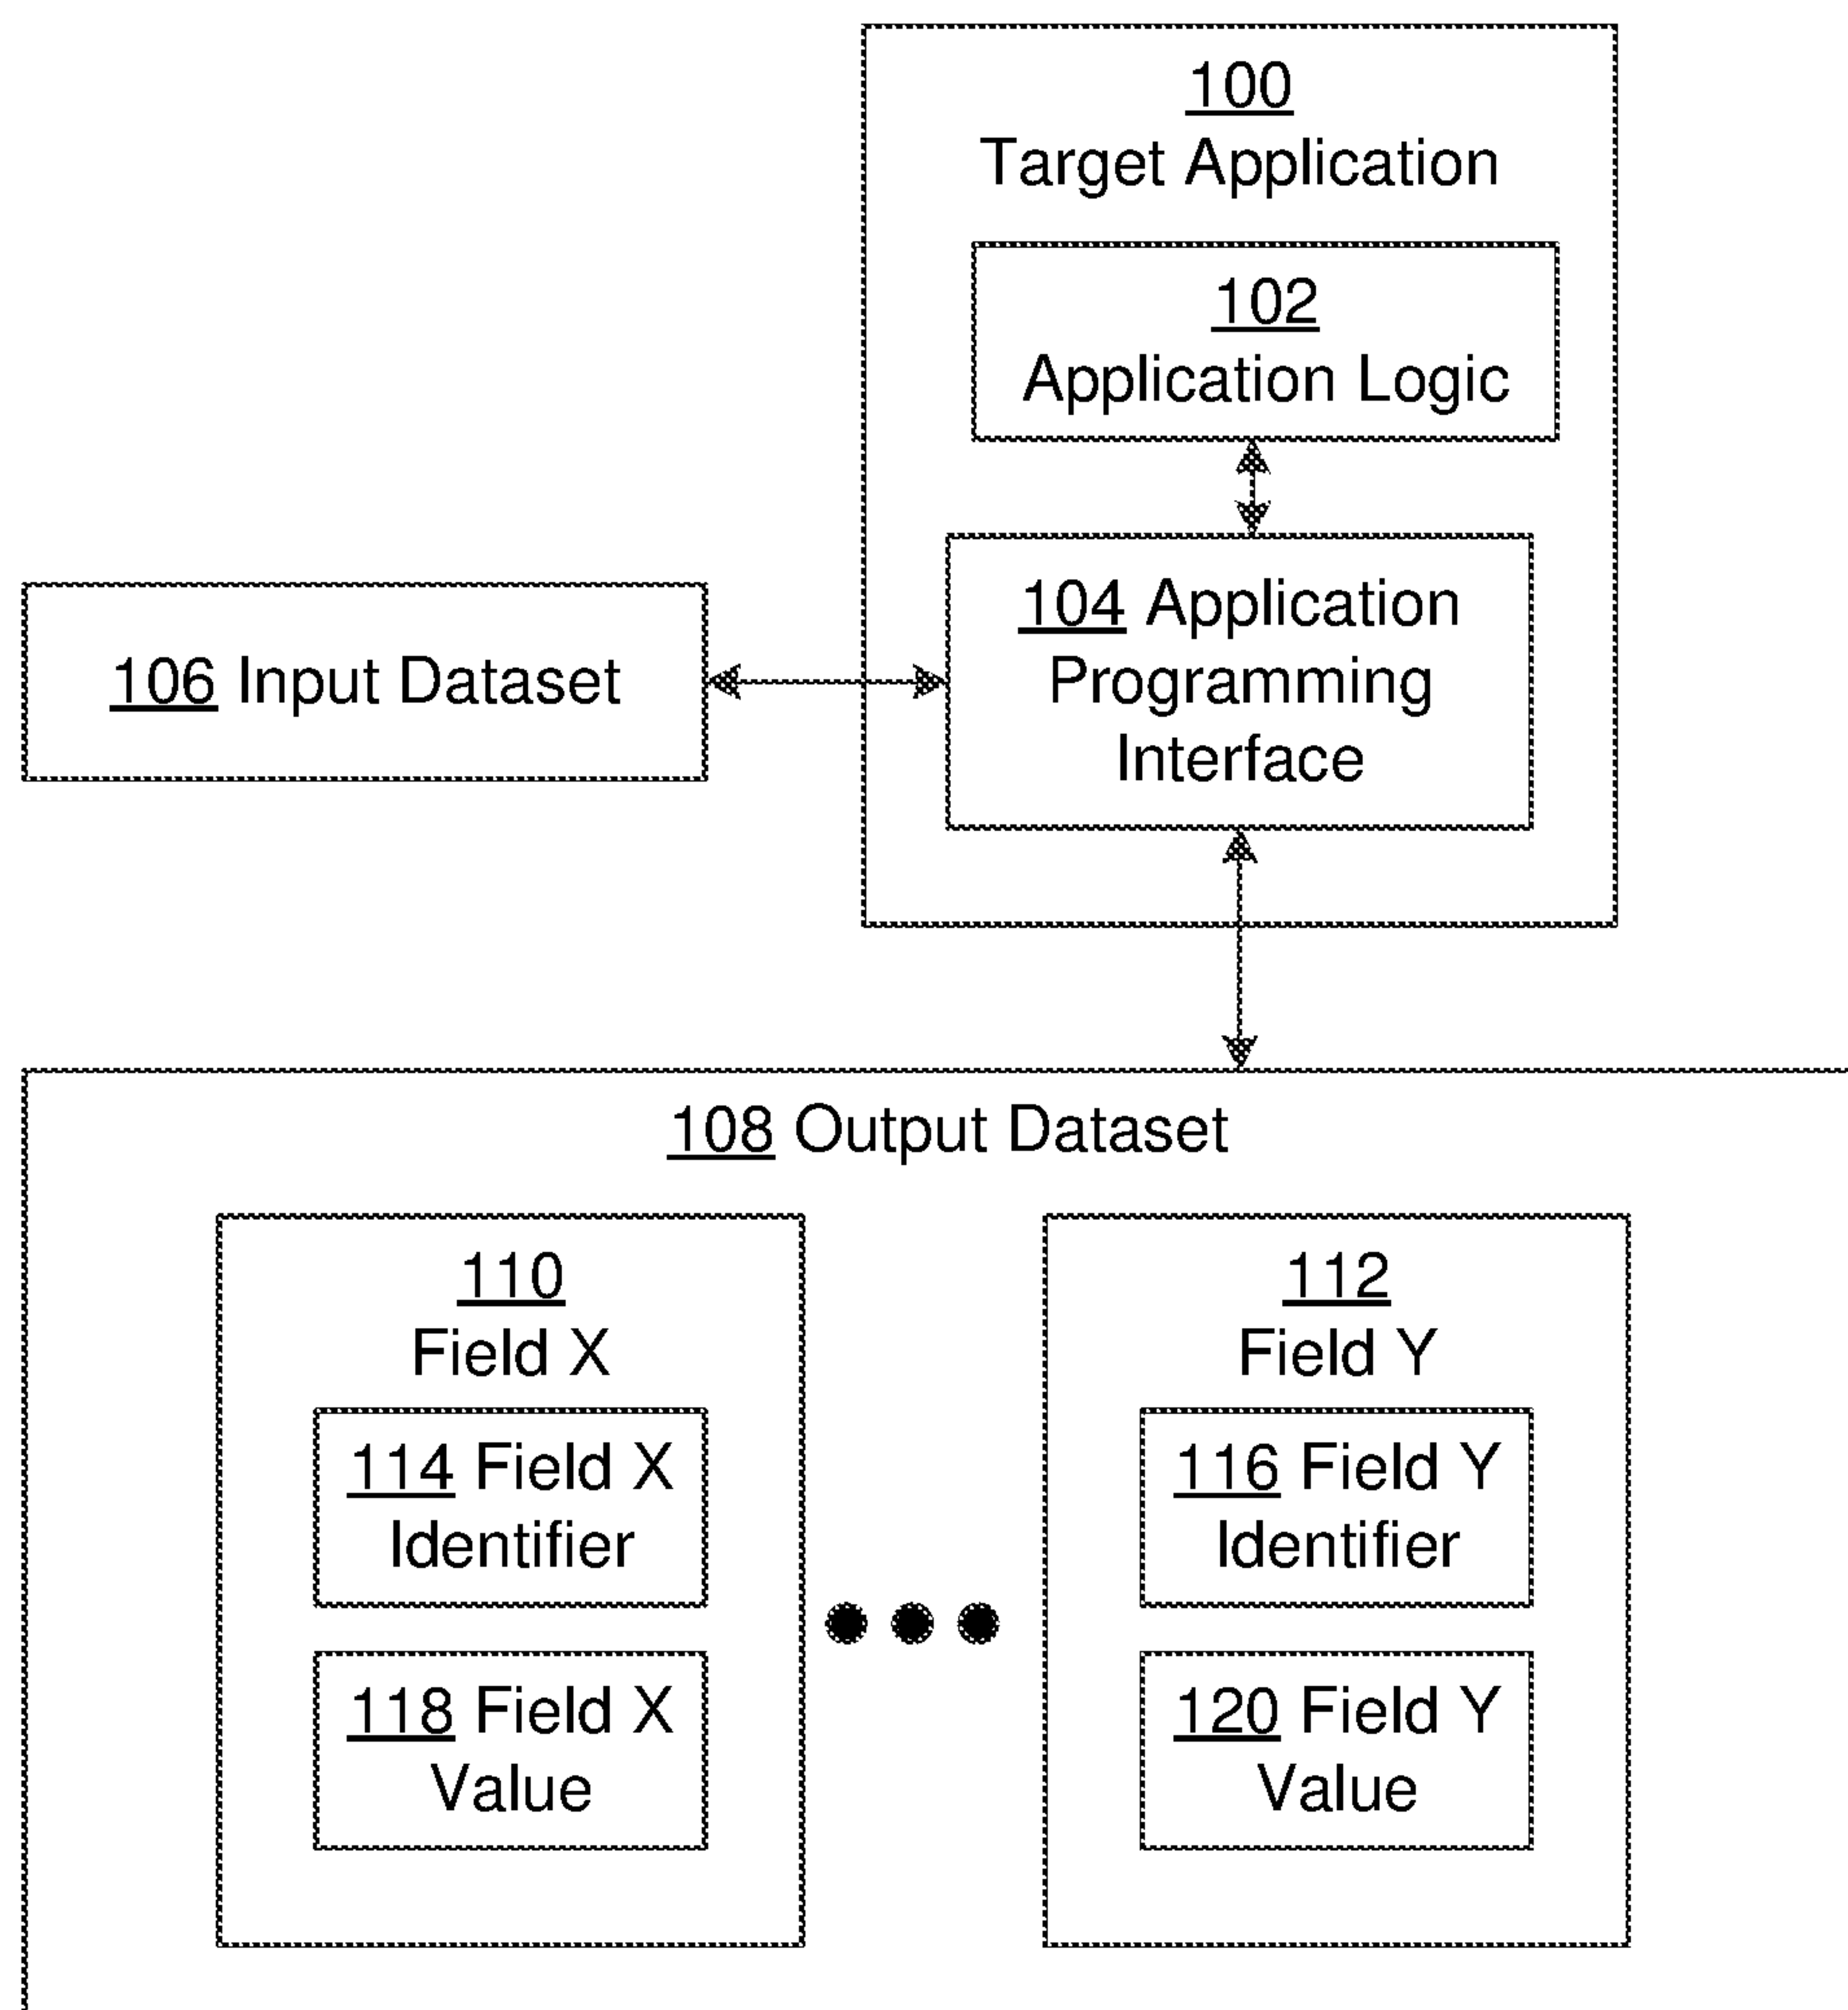 100
Target Application
102
Application Logic
104 Application
Programming
Interface
106 Input Dataset
108 Output Dataset
110
Field X
114 Field X
Identifier
118 Field X
Value
112
Field Y
116 Field Y
Identifier
120 Field Y
Value